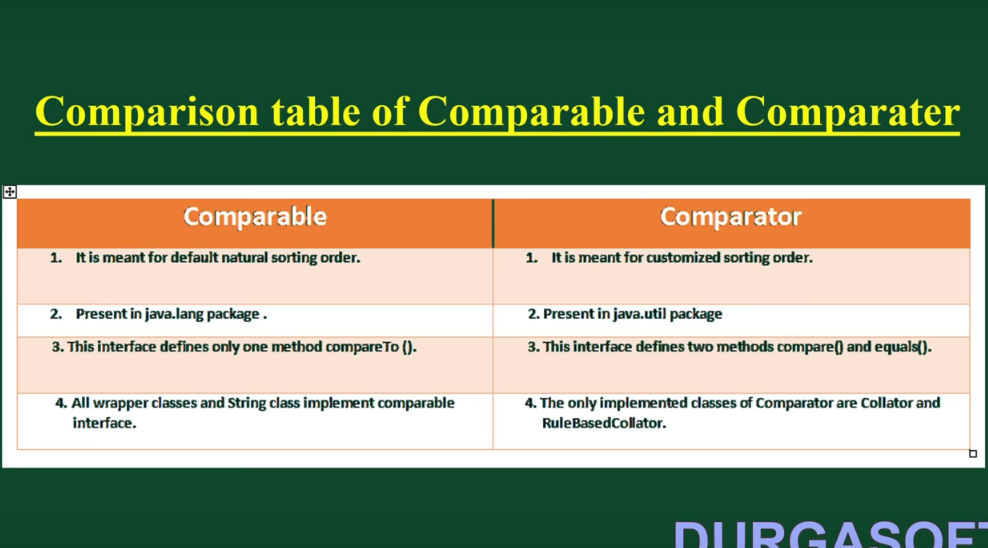 Comparison table of Comparable and Comparater
Comparable
Comparator
1. It is meant for default natural sorting order.
1. It is meant for customized sorting order.
2. Present in java.lang package .
2. Present in java.util package
3. This interface defines only one method compareTo ().
3. This interface defines two methods compare() and equals().
4. All wrapper classes and String class implement comparable
interface.
4. The only implemented classes of Comparator are Collator and
RuleBasedCollator.
DURGASOFT